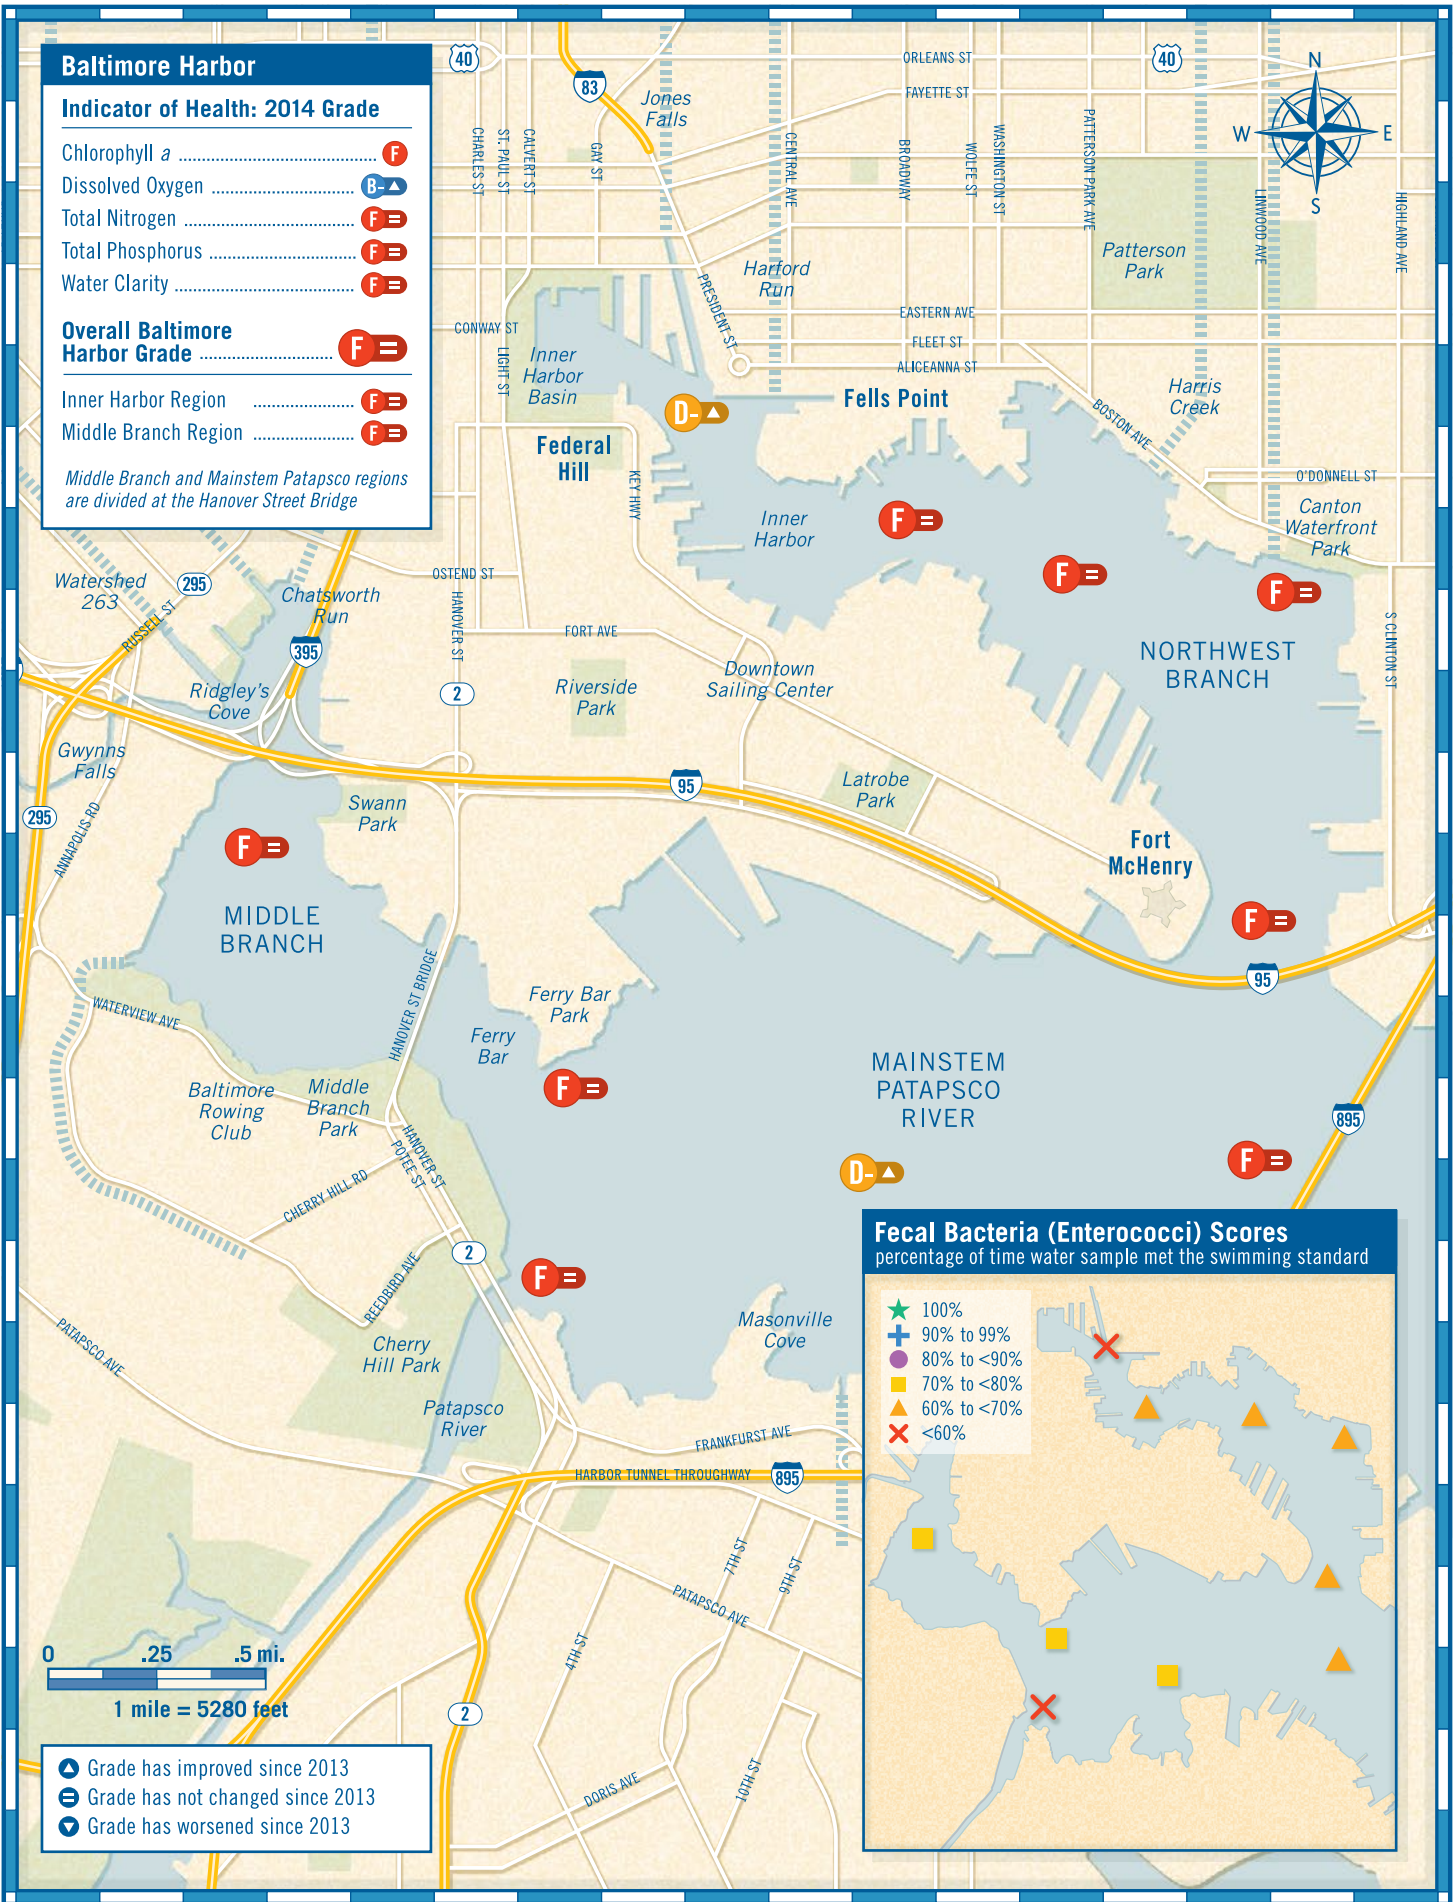 Baltimore Harbor
Indicator of Health: 2014 Grade
Chlorophyll a F
Dissolved Oxygen B-
Total Nitrogen F =
Total Phosphorus F =
Water Clarity F =
Overall Baltimore
Harbor Grade F =
Inner Harbor Region F =
Middle Branch Region F =
Middle Branch and Mainstem Patapsco regions
are divided at the Hanover Street Bridge
40
83
Jones
Falls
ORLEANS ST
40
FAYETTE ST
N
W
E
S
CHARLES ST
ST. PAUL ST
CALVERT ST
GAY ST
CENTRAL AVE
BROADWAY
WOLFE ST
WASHINGTON ST
PATTERSON PARK AVE
LINWOOD AVE
HIGHLAND AVE
Patterson
Park
Harford
Run
PRESIDENT ST
EASTERN AVE
FLEET ST
ALICEANNA ST
CONWAY ST
LIGHT ST
Inner
Harbor
Basin
D-
Fells Point
Harris
Creek
BOSTON AVE
Federal
Hill
KEY HWY
O'DONNELL ST
Canton
Waterfront
Park
Inner
Harbor
F =
F =
F =
Watershed
263
295
RUSSELL ST
Chatsworth
Run
395
OSTEND ST
HANOVER ST
FORT AVE
S CLINTON ST
NORTHWEST
BRANCH
Ridgley's
Cove
2
Riverside
Park
Downtown
Sailing Center
Gwynns
Falls
295
ANNAPOLIS RD
Swann
Park
95
Latrobe
Park
F =
Fort
McHenry
MIDDLE
BRANCH
F =
95
HANOVER ST BRIDGE
WATERVIEW AVE
Ferry Bar
Park
Ferry
Bar
F =
MAINSTEM
PATAPSCO
RIVER
Baltimore
Rowing
Club
Middle
Branch
Park
895
HANOVER ST
POTEE ST
D-
F =
CHERRY HILL RD
2
REEDBIRD AVE
F =
PATAPSCO AVE
Cherry
Hill Park
Masonville
Cove
Patapsco
River
FRANKFURST AVE
HARBOR TUNNEL THROUGHWAY
895
7TH ST
9TH ST
PATAPSCO AVE
4TH ST
2
DORIS AVE
10TH ST
Fecal Bacteria (Enterococci) Scores
percentage of time water sample met the swimming standard
100%
90% to 99%
80% to <90%
70% to <80%
60% to <70%
<60%
0 .25 .5 mi.
1 mile = 5280 feet
Grade has improved since 2013
= Grade has not changed since 2013
Grade has worsened since 2013